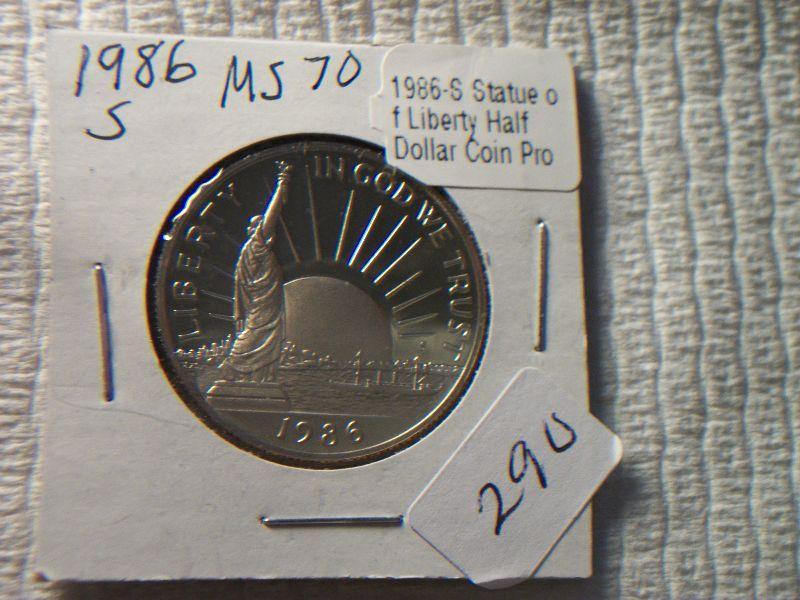 1986 MS 70
S
1986-S Statue o
f Liberty Half
Dollar Coin Pro
LIBERTY
IN GOD WE TRUST
1986
290